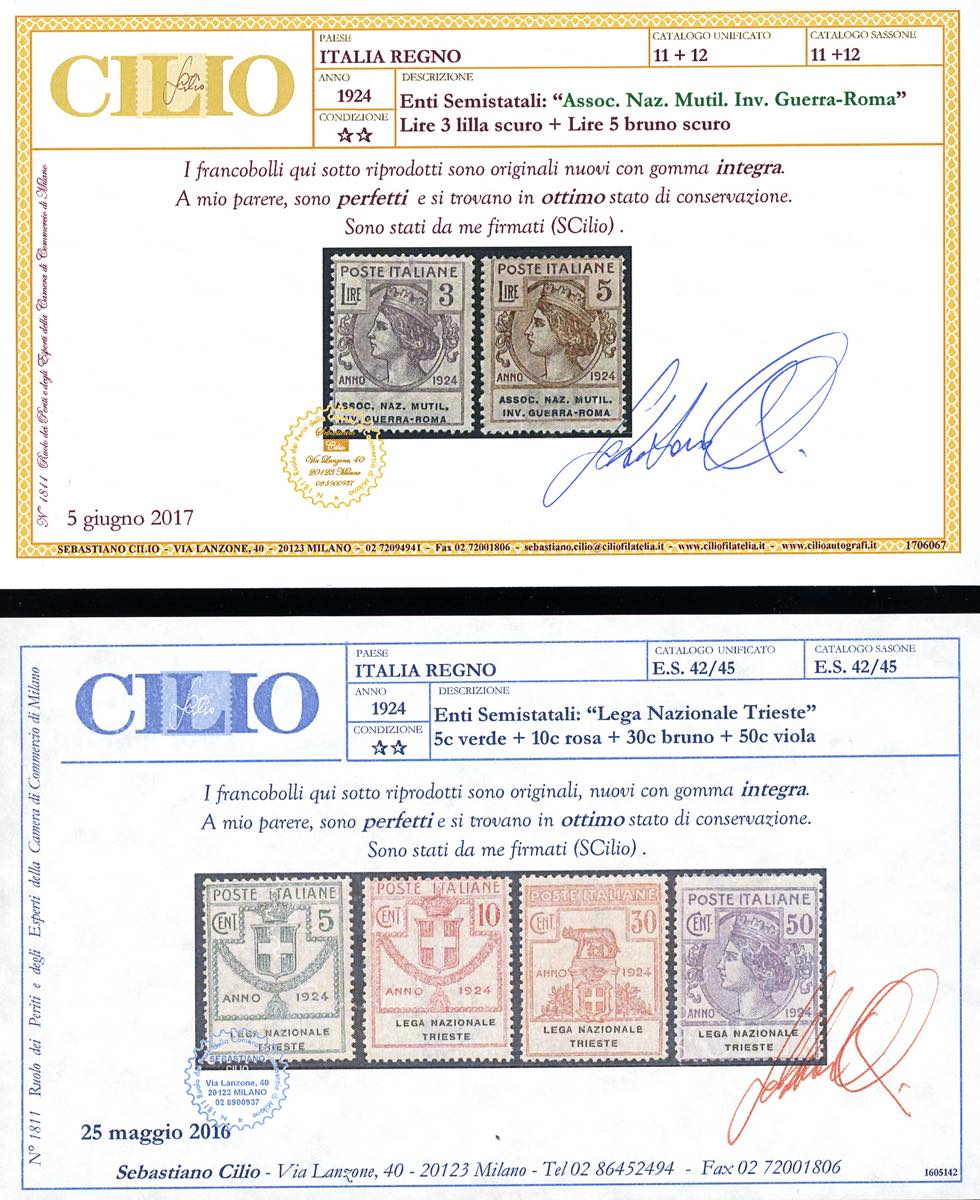 CILIO
PAESE
ITALIA REGNO
CATALOGO UNIFICATO
11 + 12
CATALOGO SASSONE
11 +12
ANNO
1924
CONDIZIONE
☆☆
DESCRIZIONE
Enti Semistatali: “Assoc. Naz. Mutil. Inv. Guerra-Roma”
Lire 3 lilla scuro + Lire 5 bruno scuro
I francobolli qui sotto riprodotti sono originali nuovi con gomma integra.
A mio parere, sono perfetti e si trovano in ottimo stato di conservazione.
Sono stati da me firmati (SCilio) .
N° 1811 Ruolo dei Periti e degli Esperti della Camera di Commercio di Milano
POSTE ITALIANE
LIRE 3
ANNO 1924
ASSOC. NAZ. MUTIL.
INV. GUERRA-ROMA
POSTE ITALIANE
LIRE 5
ANNO 1924
ASSOC. NAZ. MUTIL.
INV. GUERRA-ROMA
Sebastiano
Cilio
Via Lanzone, 40
20123 Milano
02 8900937
5 giugno 2017
SEBASTIANO CILIO - VIA LANZONE, 40 - 20123 MILANO - 02 72094941 - Fax 02 72001806 - sebastiano.cilio@ciliofilatelia.it - www.ciliofilatelia.it - www.cilioautografi.it 1706067
CILIO
PAESE
ITALIA REGNO
CATALOGO UNIFICATO
E.S. 42/45
CATALOGO SASONE
E.S. 42/45
ANNO
1924
CONDIZIONE
☆☆
DESCRIZIONE
Enti Semistatali: “Lega Nazionale Trieste”
5c verde + 10c rosa + 30c bruno + 50c viola
I francobolli qui sotto riprodotti sono originali, nuovi con gomma integra.
A mio parere, sono perfetti e si trovano in ottimo stato di conservazione.
Sono stati da me firmati (SCilio) .
N° 1811 Ruolo dei Periti e degli Esperti della Camera di Commercio di Milano
POSTE ITALIANE
CENT 5
ANNO 1924
LEGA NAZIONALE
TRIESTE
POSTE ITALIANE
CENT 10
ANNO 1924
LEGA NAZIONALE
TRIESTE
POSTE ITALIANE
CENT. 30
ANNO 1924
LEGA NAZIONALE
TRIESTE
POSTE ITALIANE
CENT. 50
ANNO 1924
LEGA NAZIONALE
TRIESTE
SEBASTIANO
CILIO
Via Lanzone, 40
20123 MILANO
02 8900937
25 maggio 2016
Sebastiano Cilio - Via Lanzone, 40 - 20123 Milano - Tel 02 86452494 - Fax 02 72001806
1605142